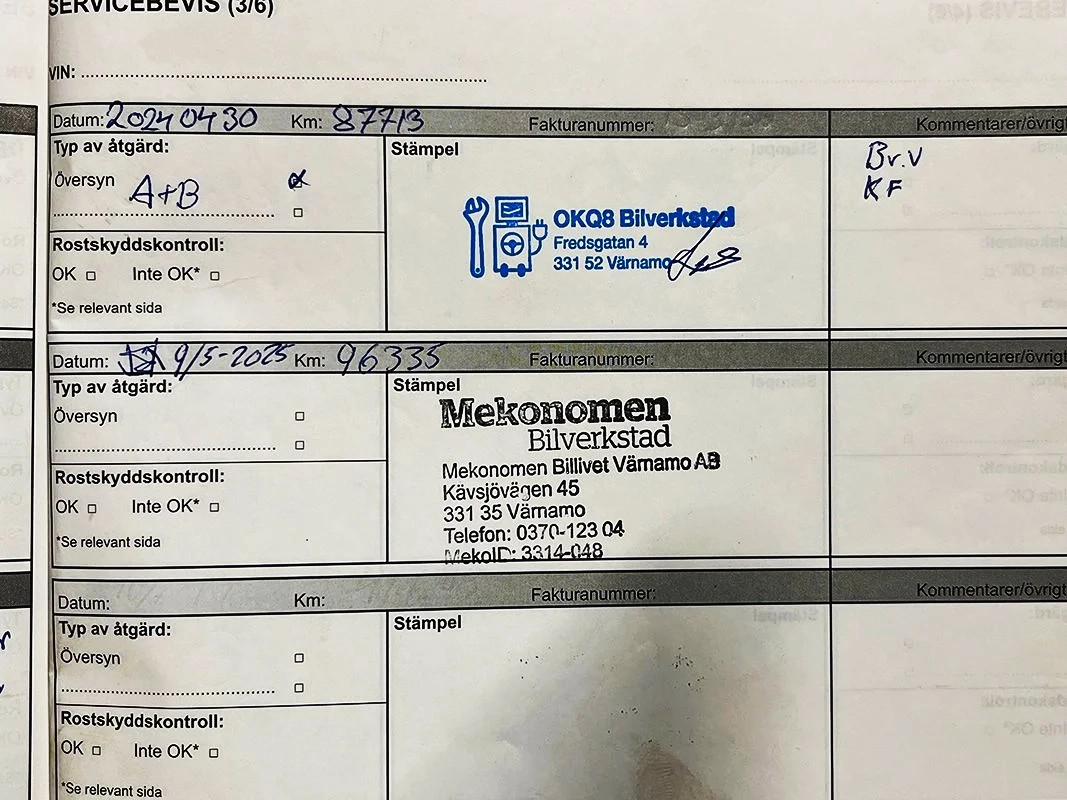 SERVICEBEVIS (3/6)
VIN:
Datum: 20240430 Km: 87713 Fakturanummer: Kommentarer/övrigt
Typ av åtgärd:
Översyn A+B
Rostskyddskontroll:
OK Inte OK*
*Se relevant sida
Stämpel
OKQ8 Bilverkstad
Fredsgatan 4
331 52 Värnamo
Br.V
KF
Datum: 9/5-2025 Km: 96335 Fakturanummer: Kommentarer/övrigt
Typ av åtgärd:
Översyn
Rostskyddskontroll:
OK Inte OK*
*Se relevant sida
Stämpel
Mekonomen
Bilverkstad
Mekonomen Billivet Värnamo AB
Kävsjövägen 45
331 35 Värnamo
Telefon: 0370-123 04
MekoID: 3314-048
Datum: Km: Fakturanummer: Kommentarer/övrigt
Typ av åtgärd:
Översyn
Rostskyddskontroll:
OK Inte OK*
*Se relevant sida
Stämpel